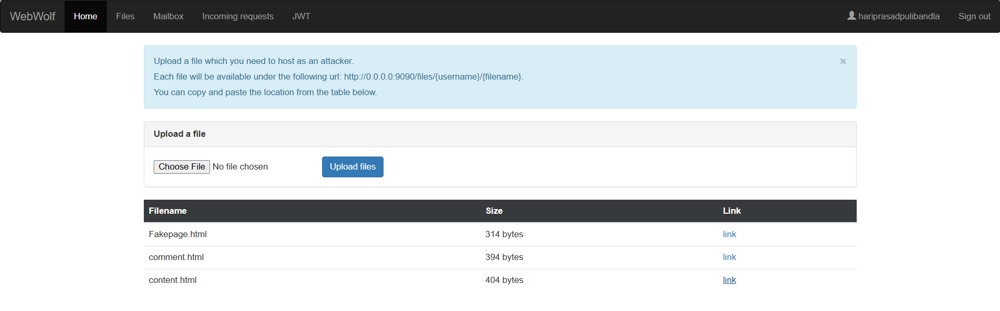 WebWolf Home Files Mailbox Incoming requests JWT hariprasadpulibandla Sign out
Upload a file which you need to host as an attacker. ×
Each file will be available under the following url: http://0.0.0.0:9090/files/{username}/{filename}.
You can copy and paste the location from the table below.
Upload a file
Choose File No file chosen Upload files
Filename Size Link
Fakepage.html 314 bytes link
comment.html 394 bytes link
content.html 404 bytes link